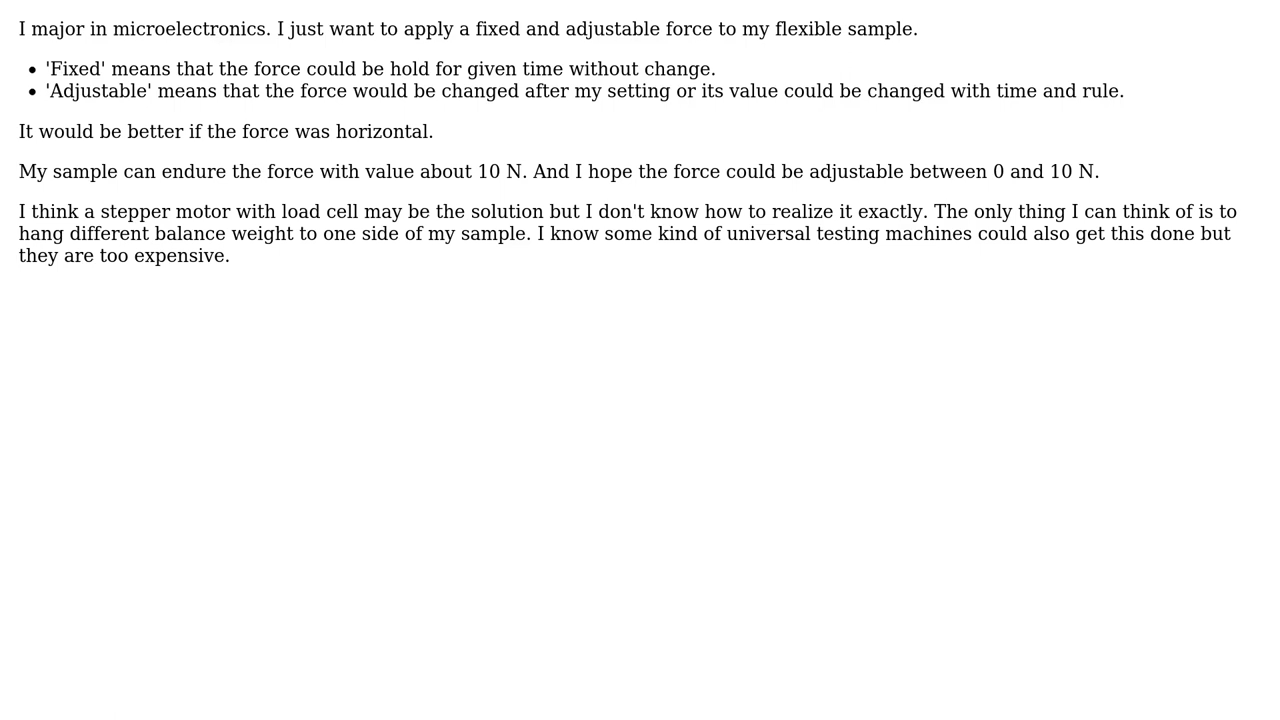 I major in microelectronics. I just want to apply a fixed and adjustable force to my flexible sample.
• 'Fixed' means that the force could be hold for given time without change.
• 'Adjustable' means that the force would be changed after my setting or its value could be changed with time and rule.
It would be better if the force was horizontal.
My sample can endure the force with value about 10 N. And I hope the force could be adjustable between 0 and 10 N.
I think a stepper motor with load cell may be the solution but I don't know how to realize it exactly. The only thing I can think of is to
hang different balance weight to one side of my sample. I know some kind of universal testing machines could also get this done but
they are too expensive.